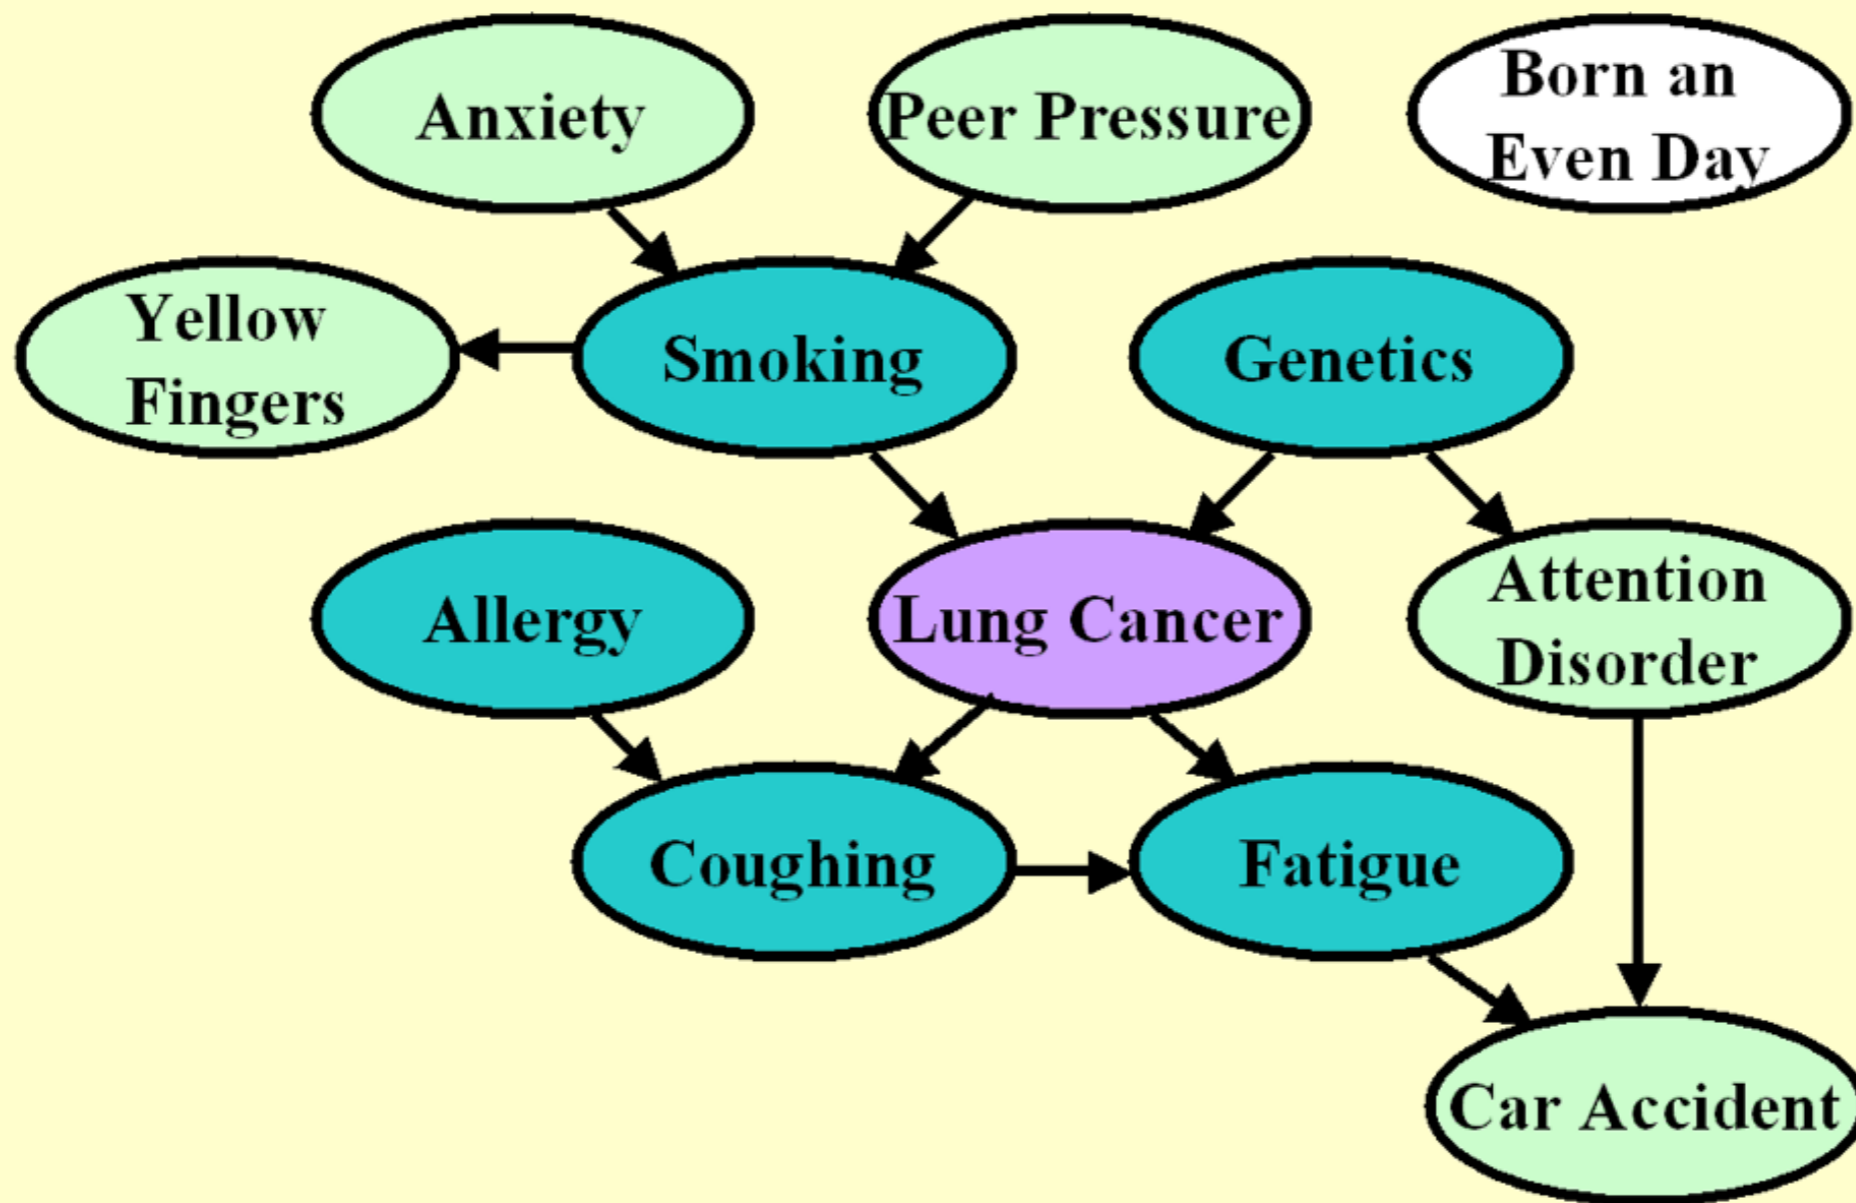 Anxiety
Peer Pressure
Born an
Even Day
Yellow
Fingers
Smoking
Genetics
Allergy
Lung Cancer
Attention
Disorder
Coughing
Fatigue
Car Accident